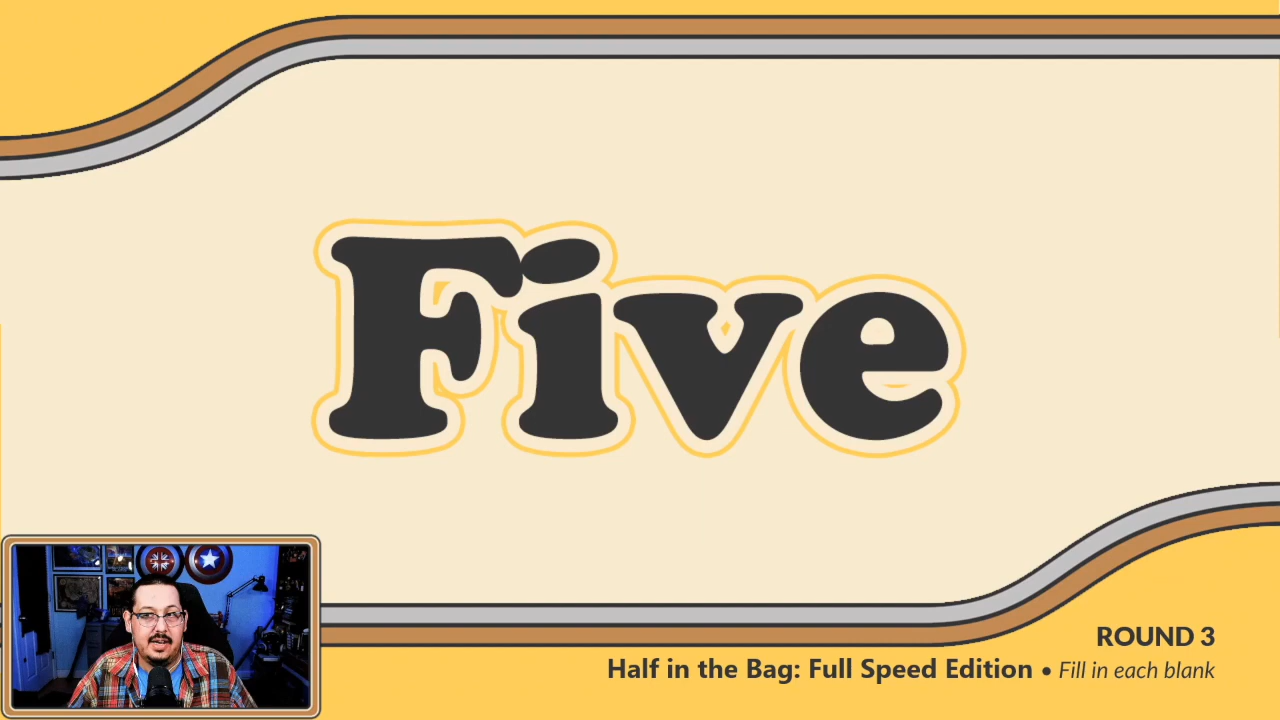 Five
ROUND 3
Half in the Bag: Full Speed Edition • Fill in each blank